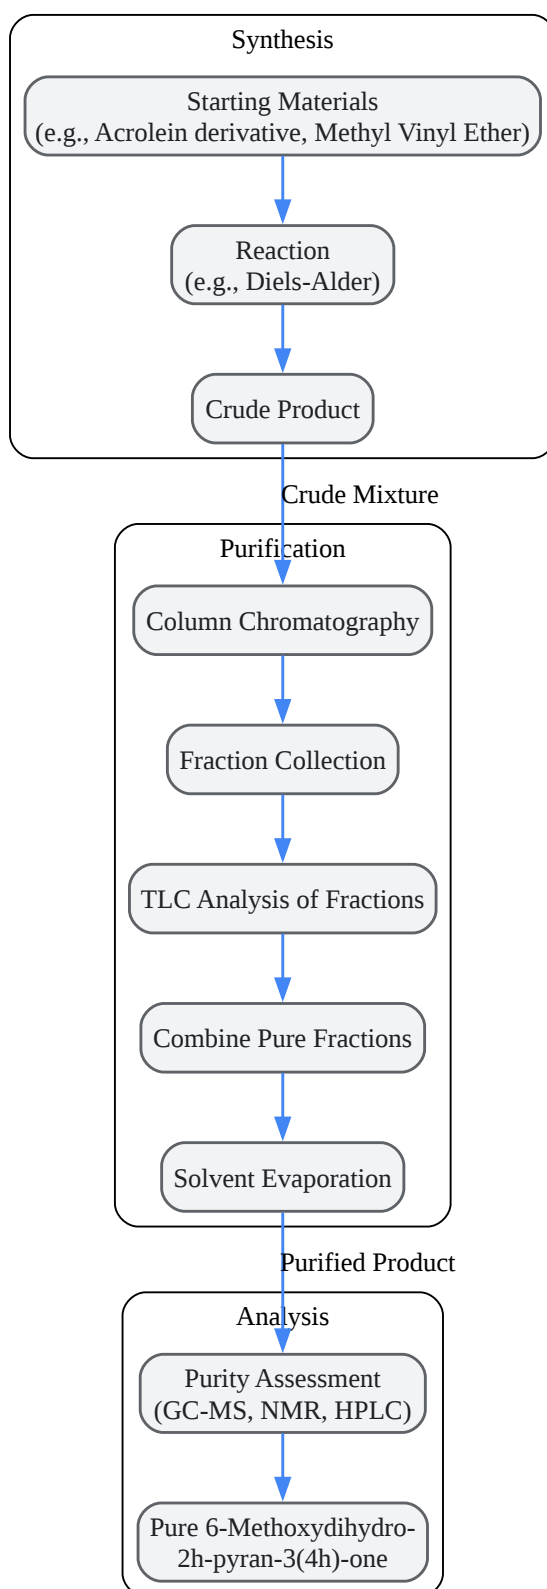 Synthesis
Starting Materials
(e.g., Acrolein derivative, Methyl Vinyl Ether)
Reaction
(e.g., Diels-Alder)
Crude Product
Crude Mixture
Purification
Column Chromatography
Fraction Collection
TLC Analysis of Fractions
Combine Pure Fractions
Solvent Evaporation
Purified Product
Analysis
Purity Assessment
(GC-MS, NMR, HPLC)
Pure 6-Methoxydihydro-
2h-pyran-3(4h)-one